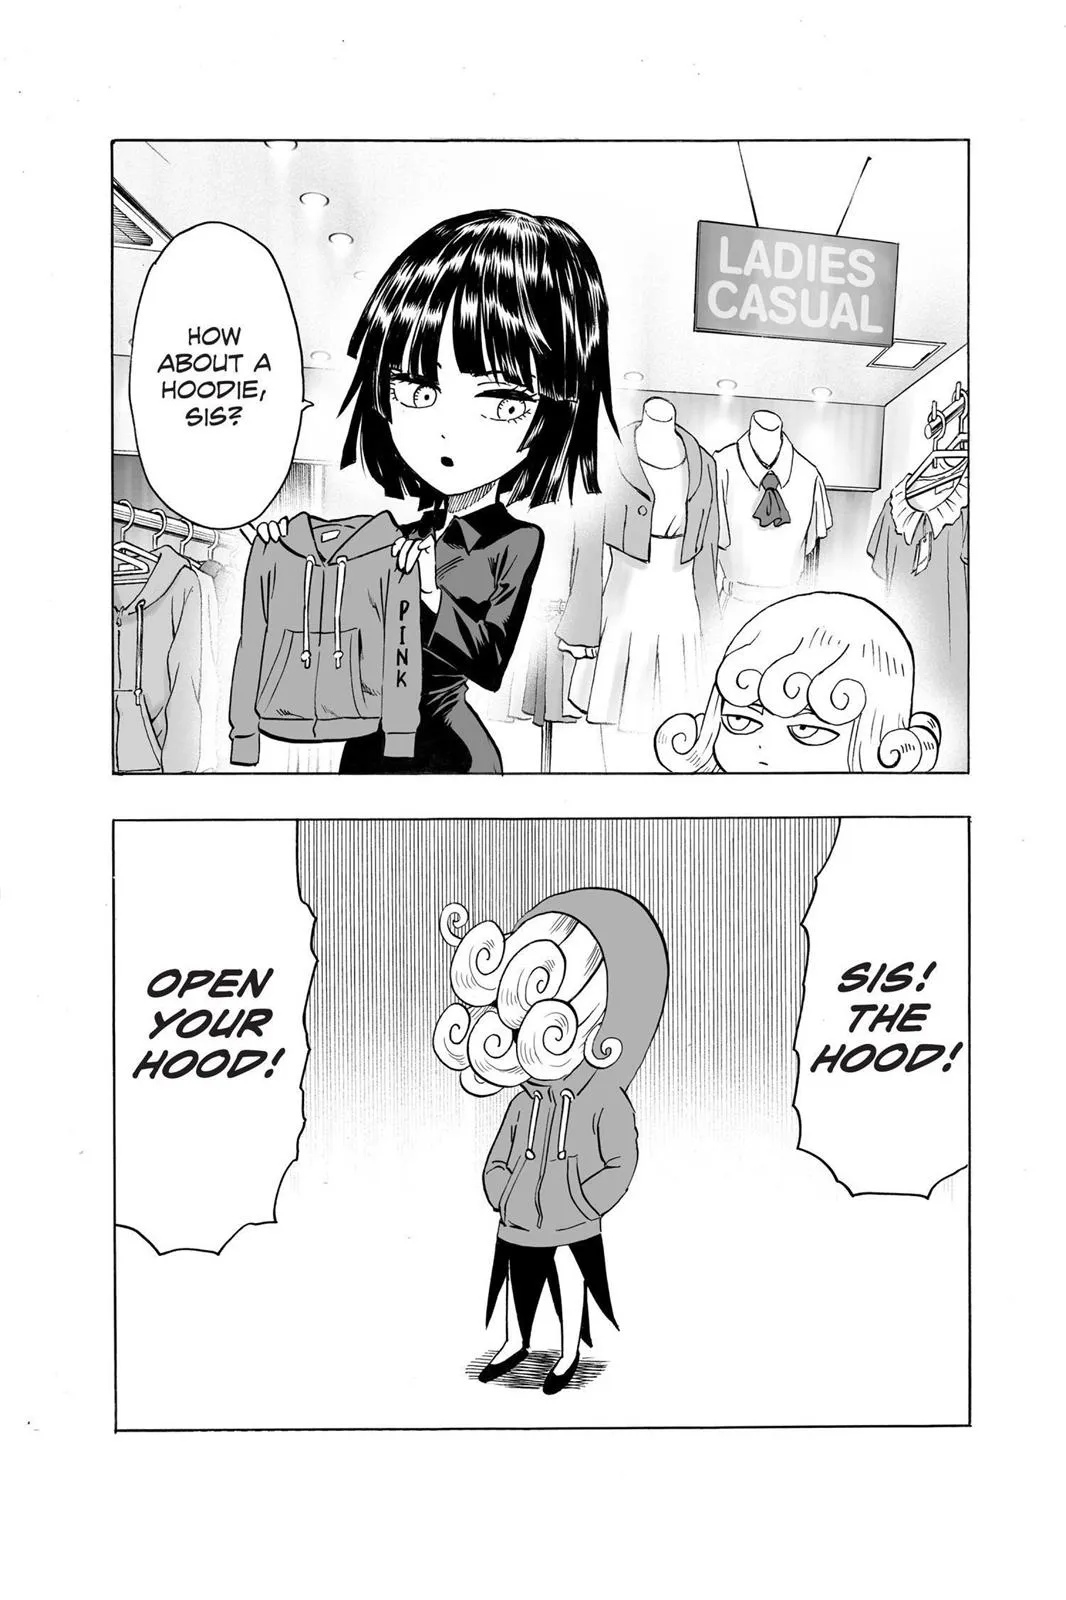 LADIES
CASUAL
HOW
ABOUT A
HOODIE,
SIS?
PINK
SIS!
THE
HOOD!
OPEN
YOUR
HOOD!